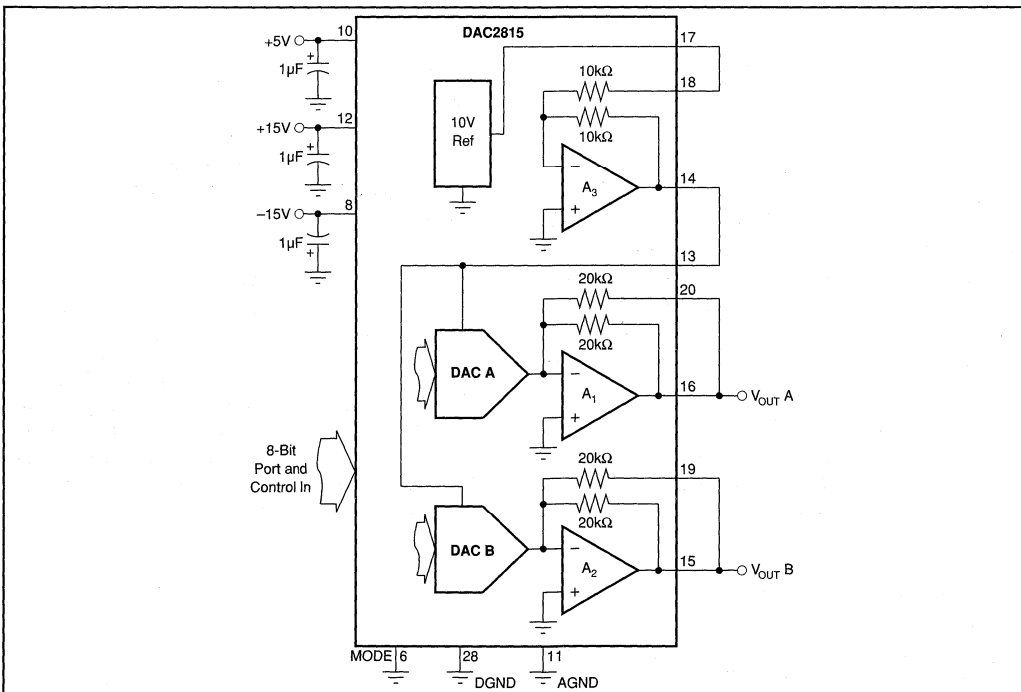 DAC2815
+5V
10
+
1µF
+15V
12
+
1µF
–15V
8
1µF
+
17
10kΩ
18
10kΩ
10V
Ref
–
A3
+
14
13
20kΩ
20
20kΩ
DAC A
–
A1
+
16
VOUT A
8-Bit
Port and
Control In
20kΩ
19
20kΩ
DAC B
–
A2
+
15
VOUT B
MODE 6
28
DGND
11
AGND